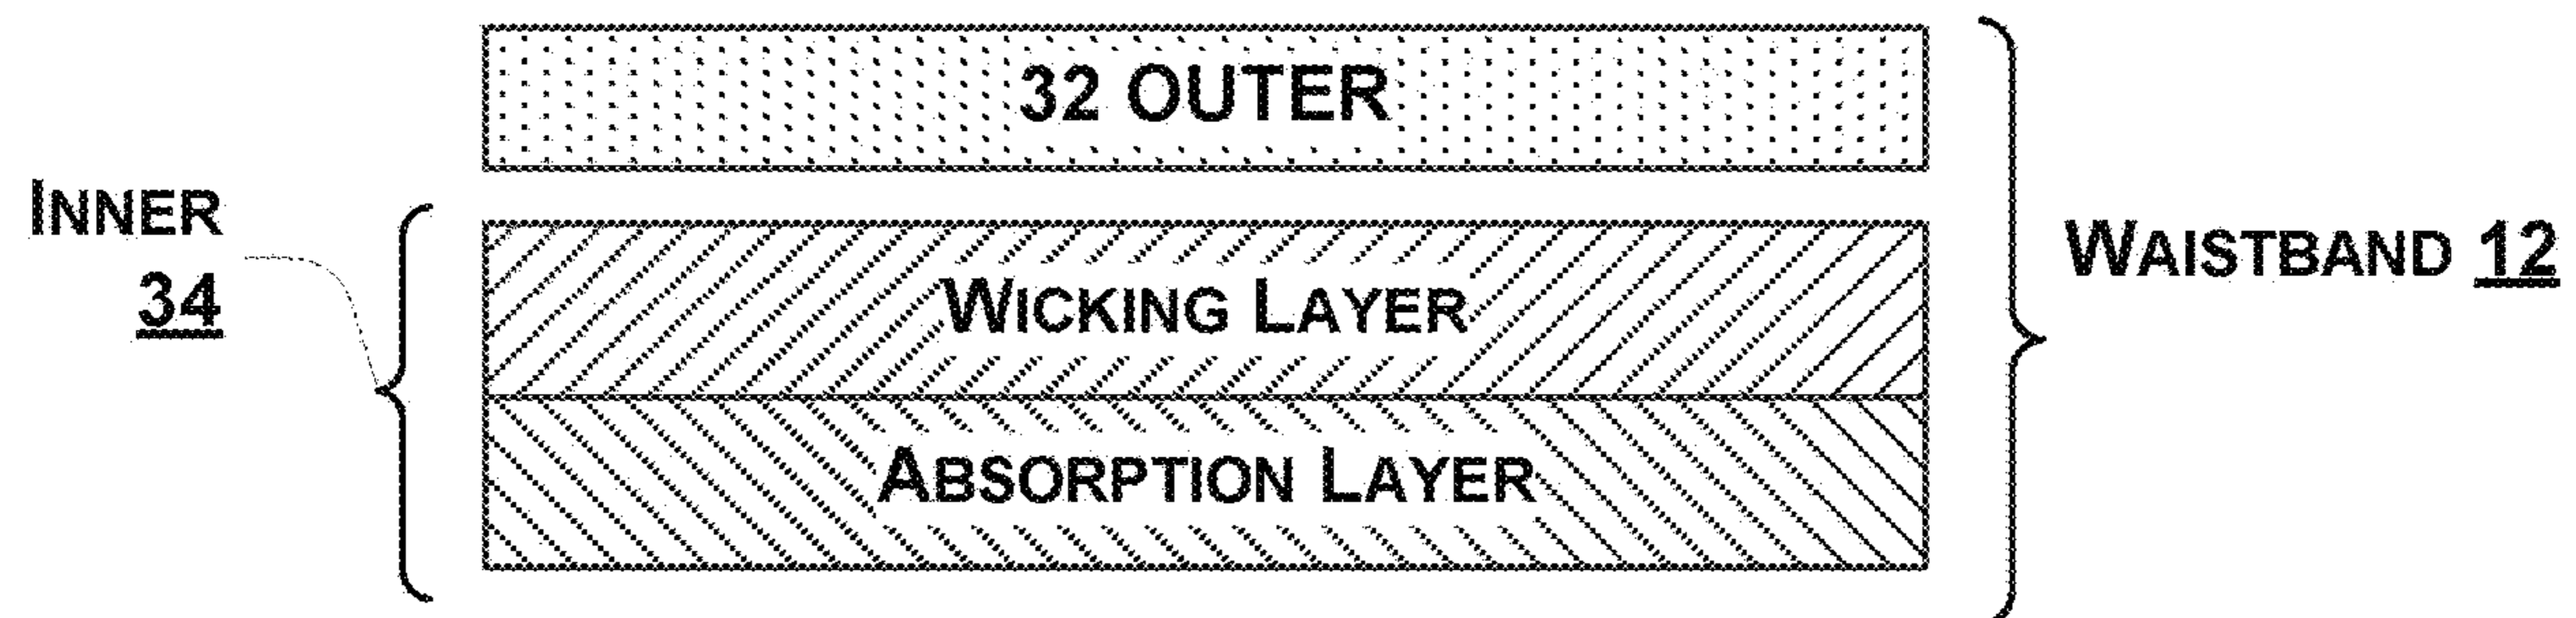 32 OUTER
INNER
34
WICKING LAYER
WAISTBAND 12
ABSORPTION LAYER